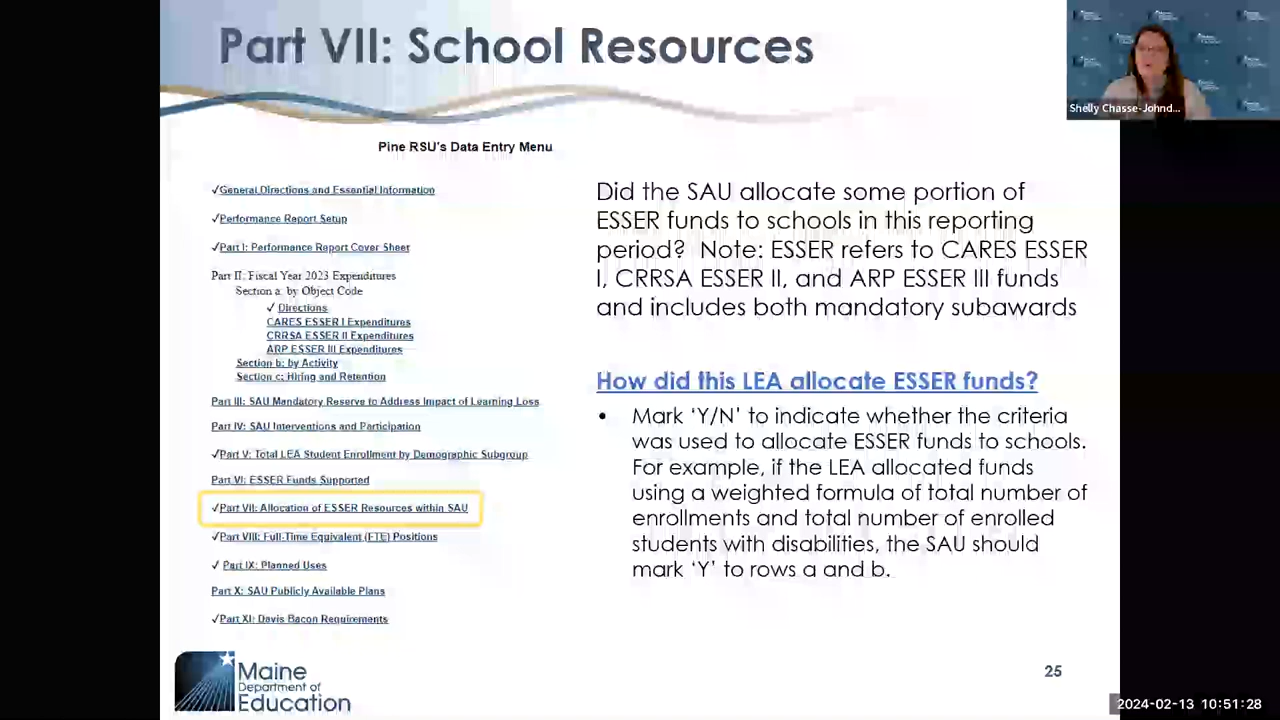 Part VII: School Resources
Shelly Chasse-Johnd...
Pine RSU's Data Entry Menu
✓General Directions and Essential Information
✓Performance Report Setup
✓Part I: Performance Report Cover Sheet
Part II: Fiscal Year 2023 Expenditures
Section a: by Object Code
✓ Directions
CARES ESSER I Expenditures
CRRSA ESSER II Expenditures
ARP ESSER III Expenditures
Section b: by Activity
Section c: Hiring and Retention
Part III: SAU Mandatory Reserve to Address Impact of Learning Loss
Part IV: SAU Interventions and Participation
✓Part V: Total LEA Student Enrollment by Demographic Subgroup
Part VI: ESSER Funds Supported
✓Part VII: Allocation of ESSER Resources within SAU
✓Part VIII: Full-Time Equivalent (FTE) Positions
✓ Part IX: Planned Uses
Part X: SAU Publicly Available Plans
✓Part XI: Davis Bacon Requirements
Did the SAU allocate some portion of
ESSER funds to schools in this reporting
period? Note: ESSER refers to CARES ESSER
I, CRRSA ESSER II, and ARP ESSER III funds
and includes both mandatory subawards
How did this LEA allocate ESSER funds?
• Mark ‘Y/N’ to indicate whether the criteria
was used to allocate ESSER funds to schools.
For example, if the LEA allocated funds
using a weighted formula of total number of
enrollments and total number of enrolled
students with disabilities, the SAU should
mark ‘Y’ to rows a and b.
Maine
Department of
Education
25
2024-02-13 10:51:28